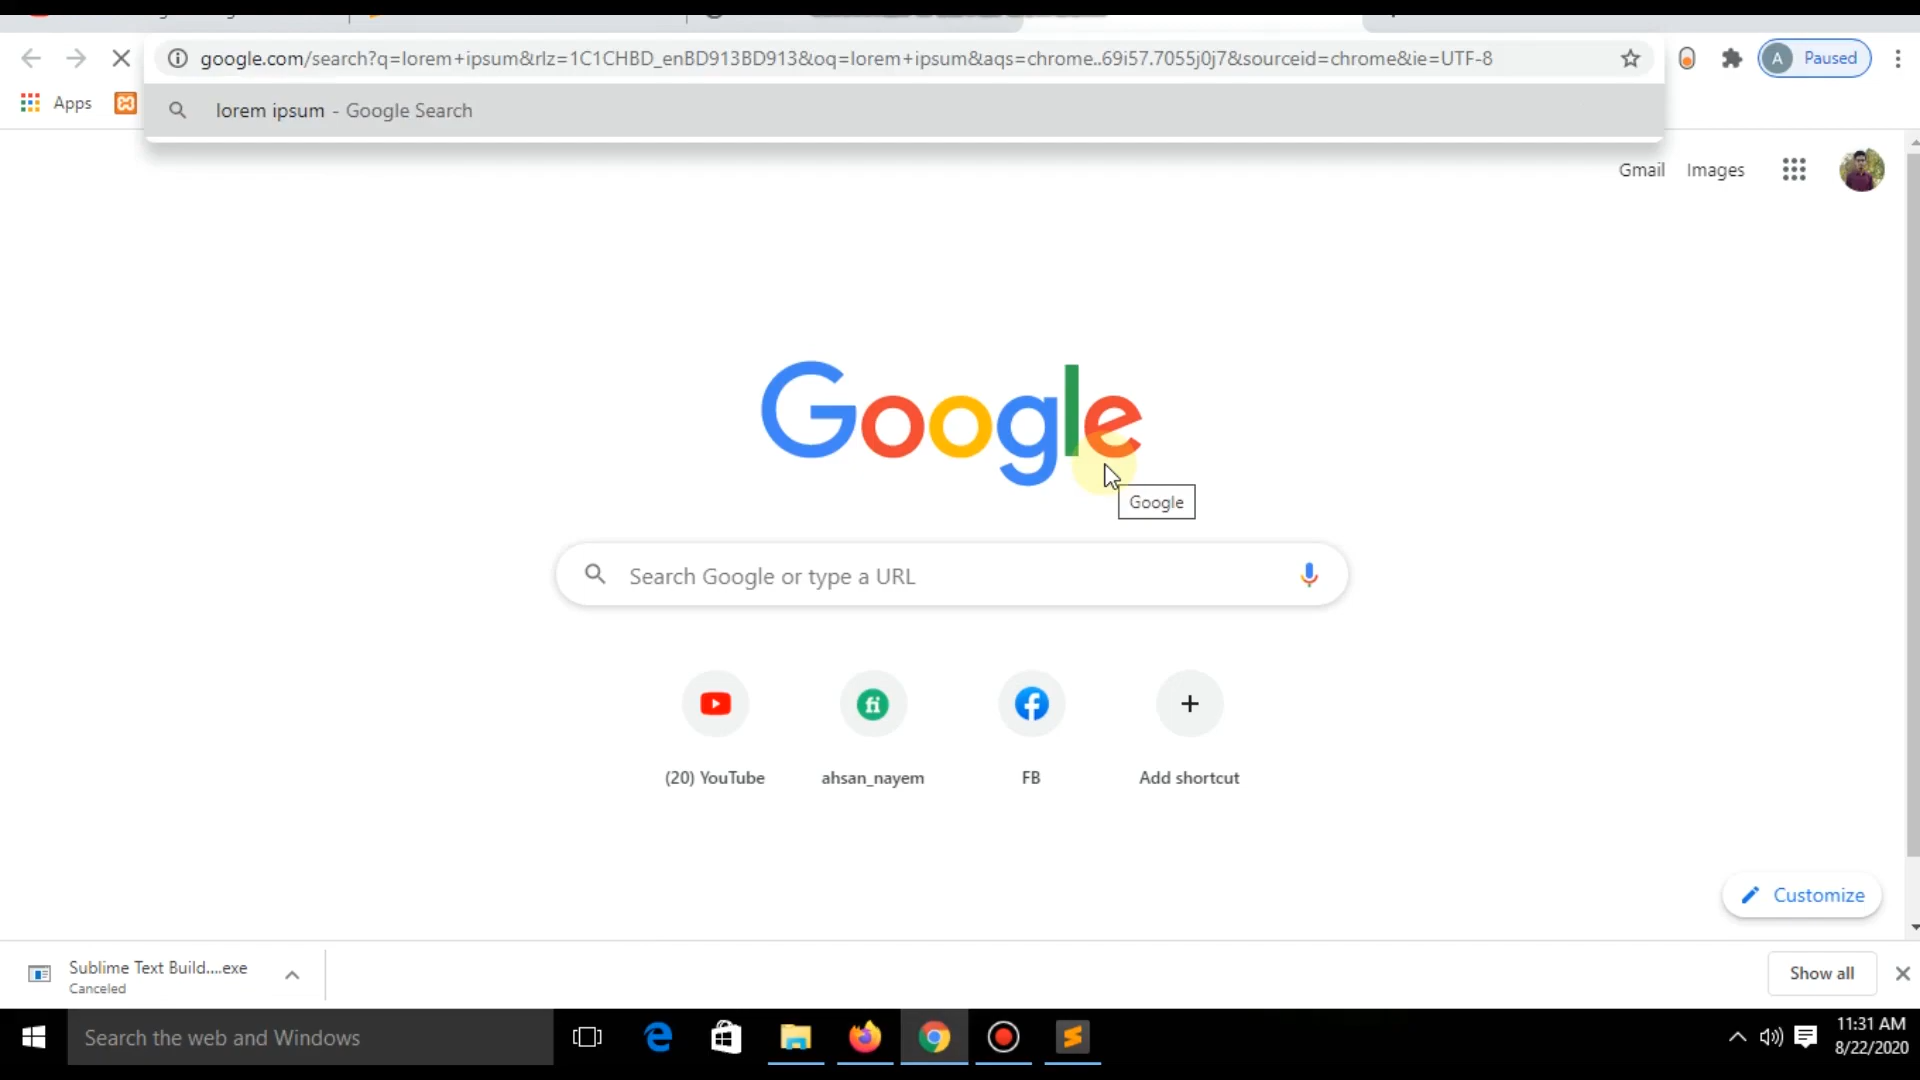 google.com/search?q=lorem+ipsum&rlz=1C1CHBD_enBD913BD913&oq=lorem+ipsum&aqs=chrome..69i57.7055j0j7&sourceid=chrome&ie=UTF-8
A Paused
Apps
lorem ipsum - Google Search
Gmail Images
Google
Google
Search Google or type a URL
fi
(20) YouTube ahsan_nayem FB Add shortcut
Customize
Sublime Text Build....exe
Canceled
Show all
Search the web and Windows
11:31 AM
8/22/2020